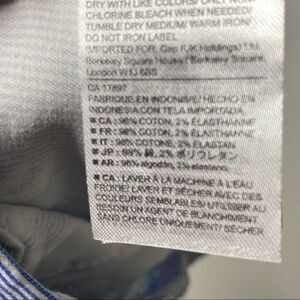 DRY WITH LIKE COLORS/ ONLY NON-
CHLORINE BLEACH WHEN NEEDED/
TUMBLE DRY MEDIUM/ WARM IRON/
DO NOT IRON LABEL
IMPORTED FOR: Gap (UK Holdings) Ltd.
Berkeley Square House / Berkeley Square,
London W1J 6BS
CA 17897
FABRIQUÉ EN INDONÉSIE/ HECHO EN
INDONESIA CON TELA IMPORTADA
■ CA : 98% COTON, 2% ÉLASTHANNE
■ FR : 98% COTON, 2% ÉLASTHANNE
■ IT : 98% COTONE, 2% ELASTAN
■ JP : 98% 綿, 2% ポリウレタン
■ AR : 98% algodón, 2% elastano
■ CA : LAVER À LA MACHINE À L'EAU
FROIDE/ LAVER ET SÉCHER AVEC DES
COULEURS SEMBLABLES/ UTILISER AU
BESOIN UN AGENT DE BLANCHIMENT
SANS CHLORE UNIQUEMENT/ SÉCHER